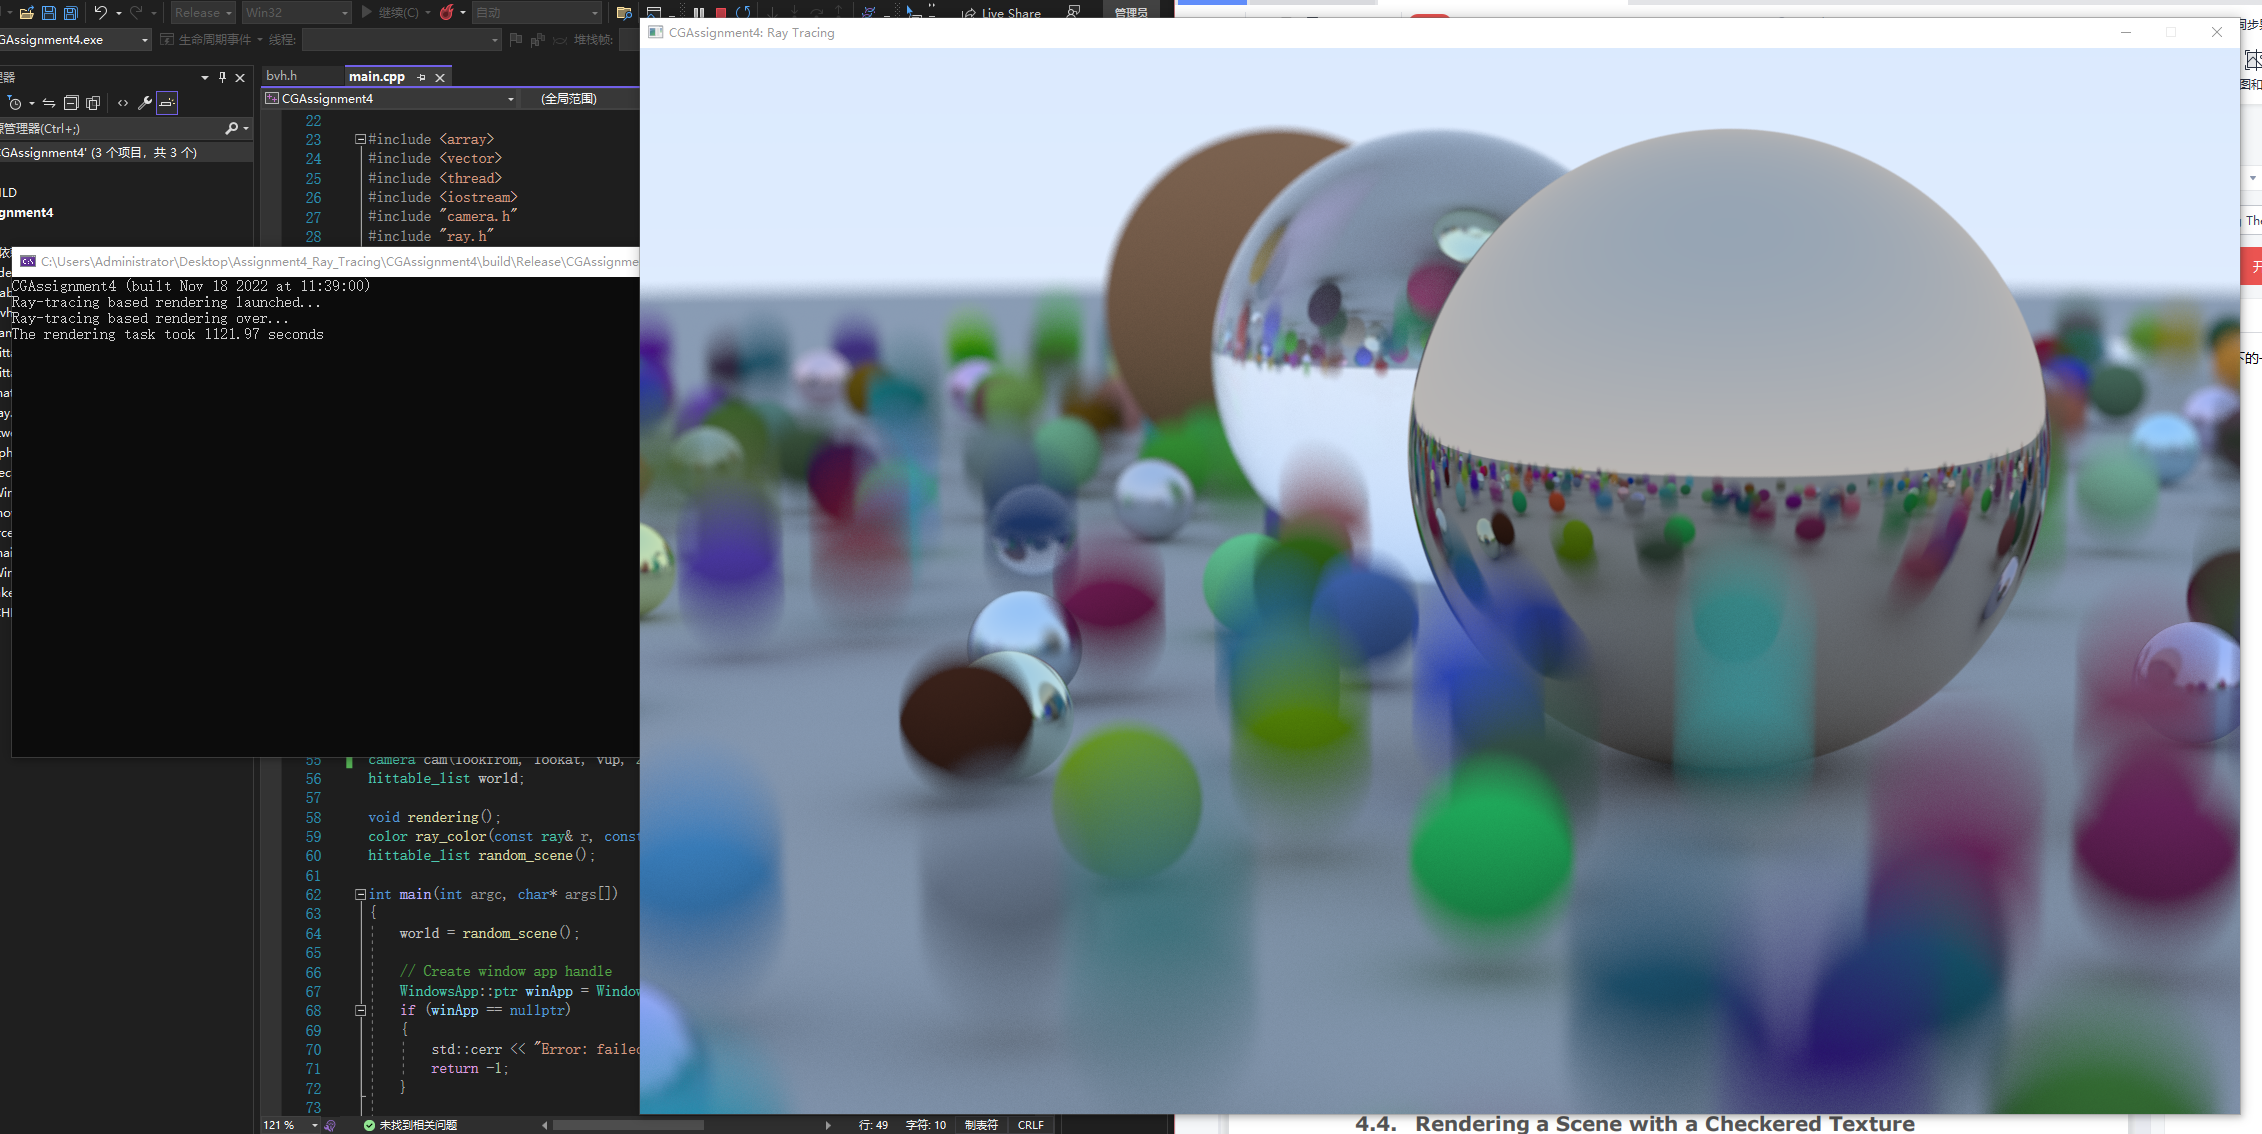 Release
Win32
继续(C)
自动
Live Share
管理员
CGAssignment4.exe
生命周期事件
线程:
堆栈帧:
bvh.h
main.cpp
CGAssignment4
(全局范围)
源管理器(Ctrl+;)
CGAssignment4' (3 个项目，共 3 个)
22
23 #include <array>
24 #include <vector>
25 #include <thread>
26 #include <iostream>
27 #include "camera.h"
28 #include "ray.h"
C:\Users\Administrator\Desktop\Assignment4_Ray_Tracing\CGAssignment4\build\Release\CGAssignme
CGAssignment4 (built Nov 18 2022 at 11:39:00)
Ray-tracing based rendering launched...
Ray-tracing based rendering over...
The rendering task took 1121.97 seconds
55 camera cam(lookfrom, lookat, vup,
56 hittable_list world;
57
58 void rendering();
59 color ray_color(const ray& r, const
60 hittable_list random_scene();
61
62 int main(int argc, char* args[])
63 {
64 world = random_scene();
65
66 // Create window app handle
67 WindowsApp::ptr winApp = Window
68 if (winApp == nullptr)
69 {
70 std::cerr << "Error: failed
71 return -1;
72 }
73
121 %
未找到相关问题
行: 49
字符: 10
制表符
CRLF
CGAssignment4: Ray Tracing
4.4. Rendering a Scene with a Checkered Texture